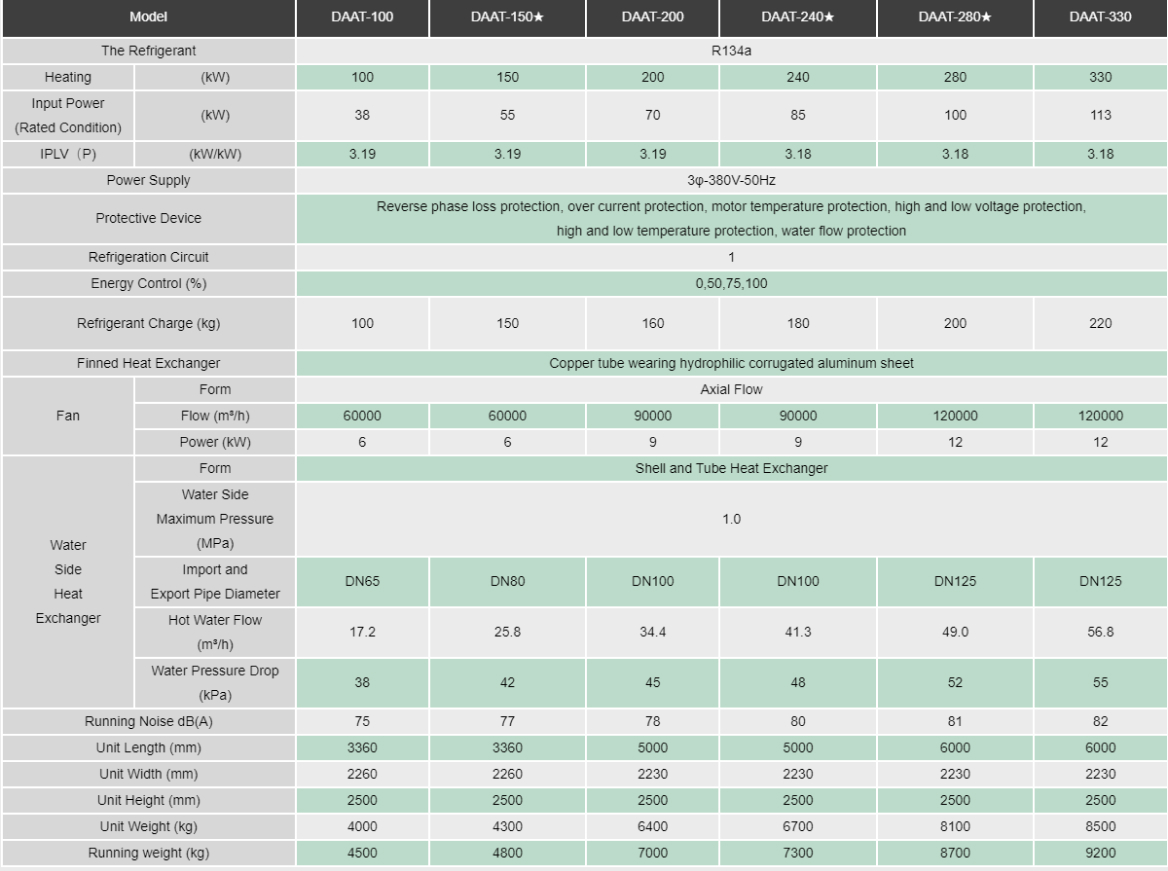 Model DAAT-100 DAAT-150★ DAAT-200 DAAT-240★ DAAT-280★ DAAT-330
The Refrigerant R134a
Heating (kW) 100 150 200 240 280 330
Input Power
(Rated Condition) (kW) 38 55 70 85 100 113
IPLV（P) (kW/kW) 3.19 3.19 3.19 3.18 3.18 3.18
Power Supply 3φ-380V-50Hz
Protective Device
Reverse phase loss protection, over current protection, motor temperature protection, high and low voltage protection,
high and low temperature protection, water flow protection
Refrigeration Circuit 1
Energy Control (%) 0,50,75,100
Refrigerant Charge (kg) 100 150 160 180 200 220
Finned Heat Exchanger Copper tube wearing hydrophilic corrugated aluminum sheet
Fan
Form Axial Flow
Flow (m³/h) 60000 60000 90000 90000 120000 120000
Power (kW) 6 6 9 9 12 12
Water
Side
Heat
Exchanger
Form Shell and Tube Heat Exchanger
Water Side
Maximum Pressure
(MPa) 1.0
Import and
Export Pipe Diameter DN65 DN80 DN100 DN100 DN125 DN125
Hot Water Flow
(m³/h) 17.2 25.8 34.4 41.3 49.0 56.8
Water Pressure Drop
(kPa) 38 42 45 48 52 55
Running Noise dB(A) 75 77 78 80 81 82
Unit Length (mm) 3360 3360 5000 5000 6000 6000
Unit Width (mm) 2260 2260 2230 2230 2230 2230
Unit Height (mm) 2500 2500 2500 2500 2500 2500
Unit Weight (kg) 4000 4300 6400 6700 8100 8500
Running weight (kg) 4500 4800 7000 7300 8700 9200